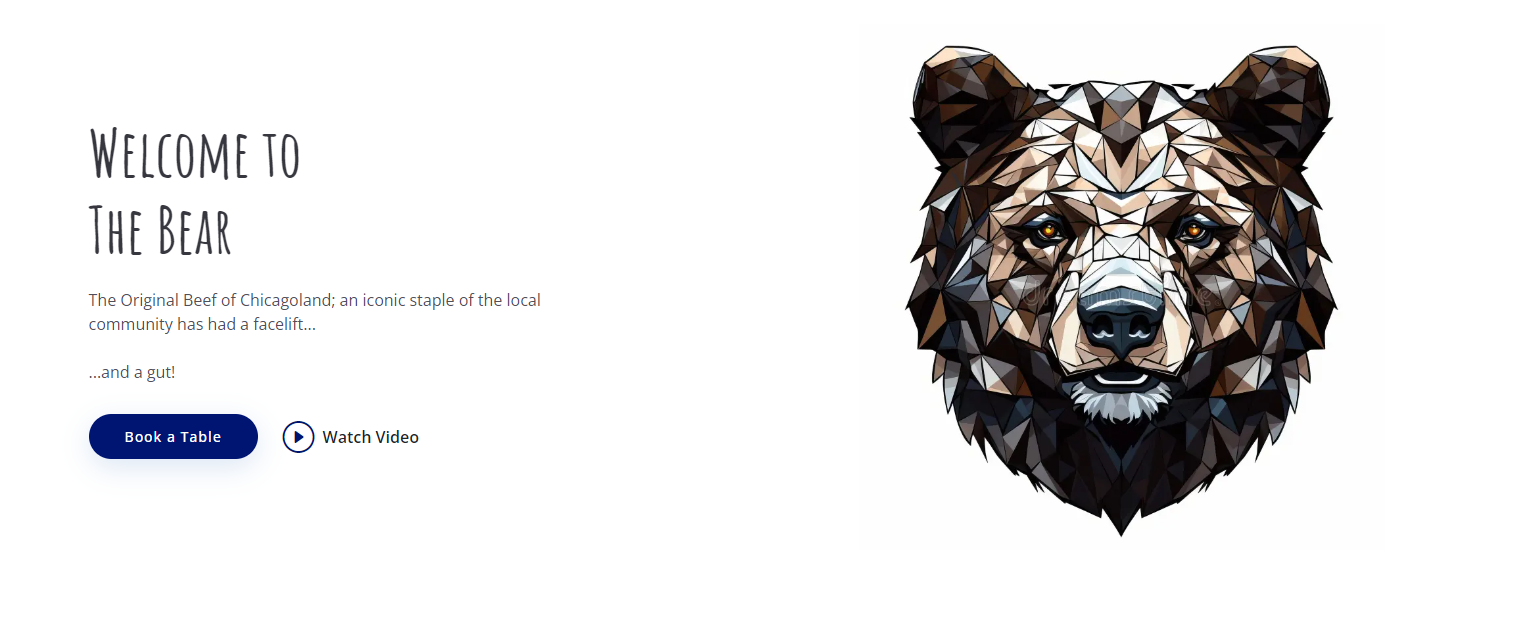 Welcome to
The Bear
The Original Beef of Chicagoland; an iconic staple of the local
community has had a facelift...
...and a gut!
Book a Table
Watch Video